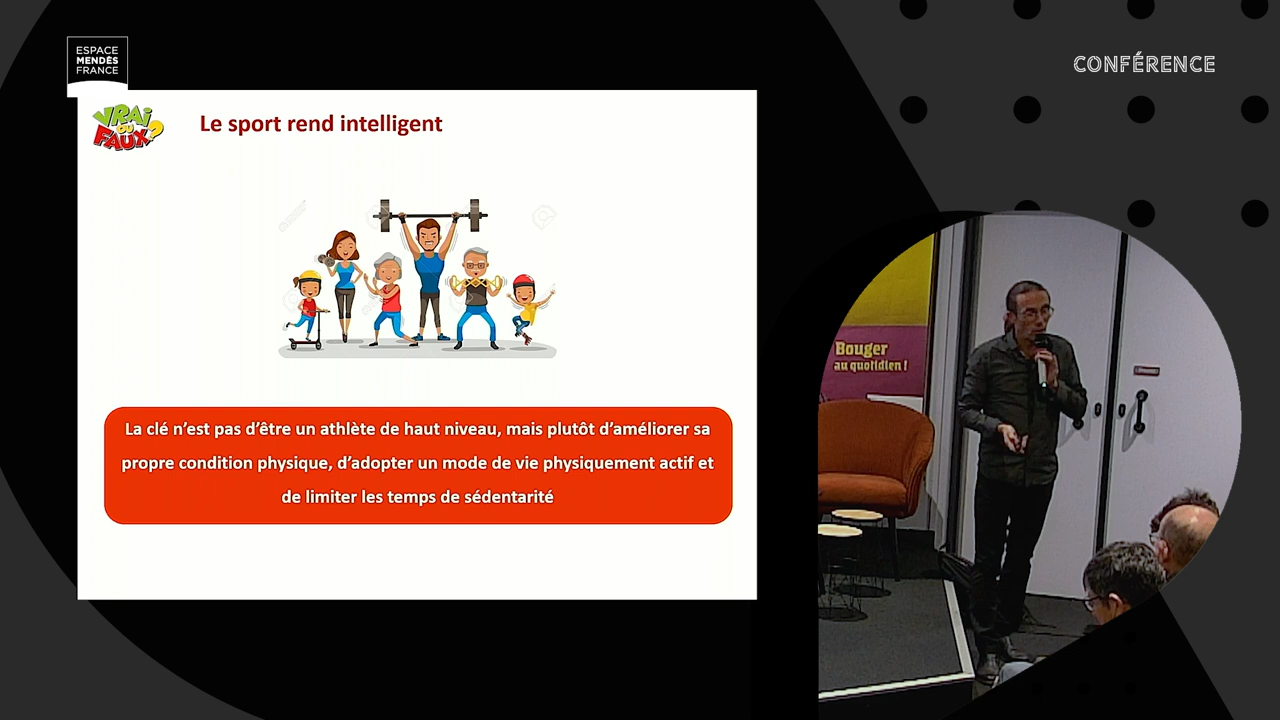 ESPACE
MENDÈS
FRANCE
CONFÉRENCE
VRAI
OU
FAUX?
Le sport rend intelligent
La clé n'est pas d'être un athlète de haut niveau, mais plutôt d'améliorer sa
propre condition physique, d'adopter un mode de vie physiquement actif et
de limiter les temps de sédentarité
Bouger
au quotidien !